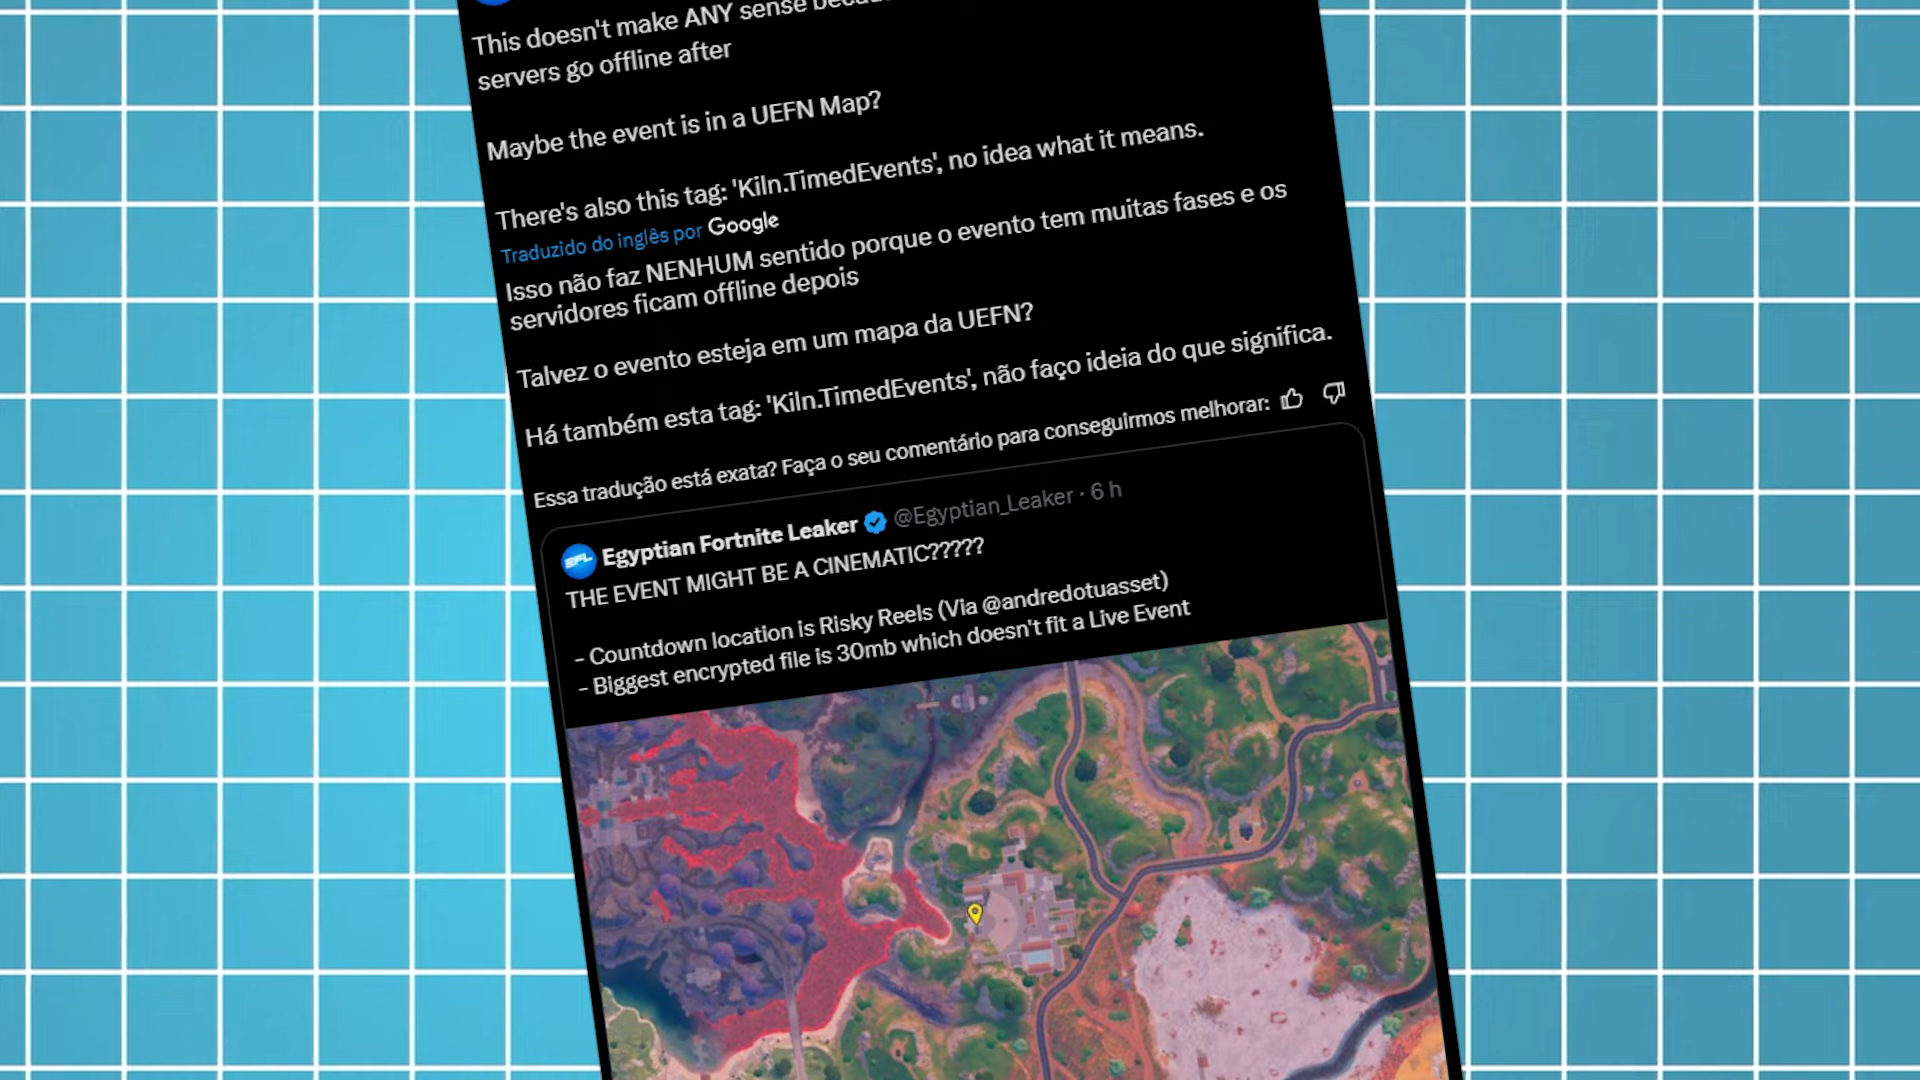 This doesn't make ANY sense
servers go offline after
Maybe the event is in a UEFN Map?
There's also this tag: 'Kiln.TimedEvents', no idea what it means.
Traduzido do inglês por Google
Isso não faz NENHUM sentido porque o evento tem muitas fases e os
servidores ficam offline depois
Talvez o evento esteja em um mapa da UEFN?
Há também esta tag: 'Kiln.TimedEvents', não faço ideia do que significa.
Essa tradução está exata? Faça o seu comentário para conseguirmos melhorar:
EFL Egyptian Fortnite Leaker @Egyptian_Leaker · 6 h
THE EVENT MIGHT BE A CINEMATIC?????
- Countdown location is Risky Reels (Via @andredotuasset)
- Biggest encrypted file is 30mb which doesn't fit a Live Event